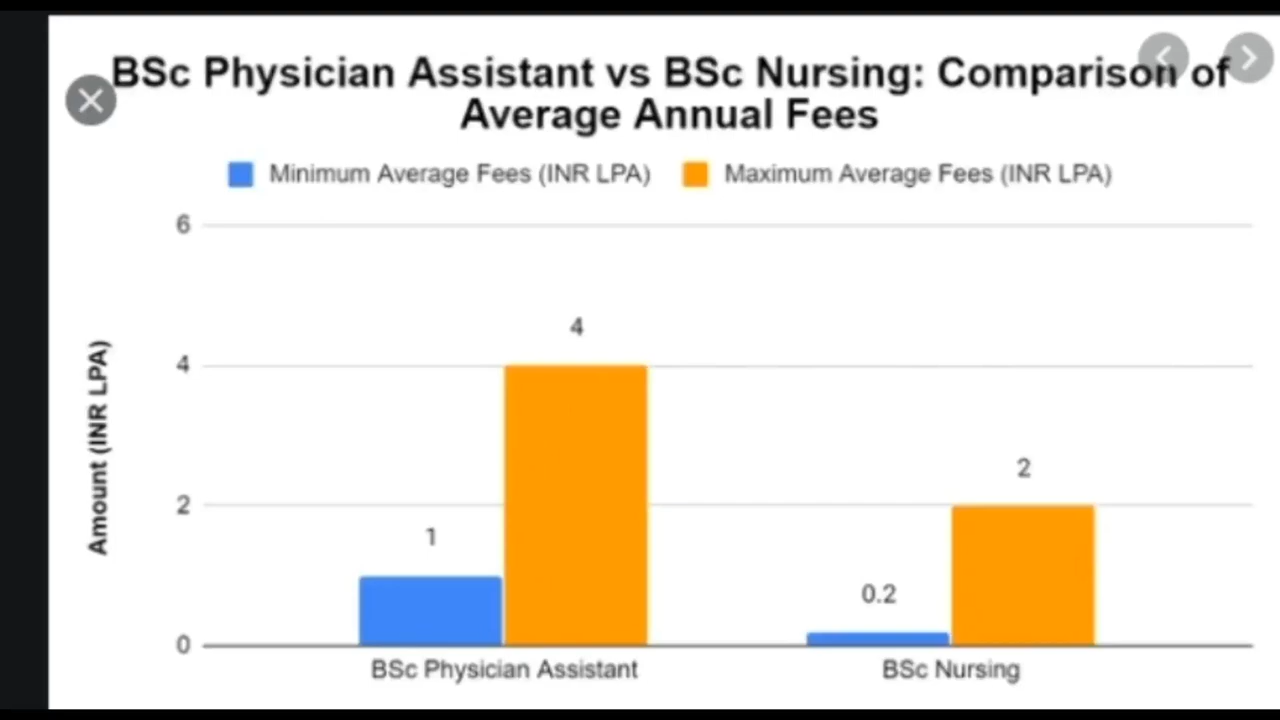 BSc Physician Assistant vs BSc Nursing: Comparison of
Average Annual Fees
Minimum Average Fees (INR LPA) Maximum Average Fees (INR LPA)
6
4
4
Amount (INR LPA)
2
2
1
0.2
0
BSc Physician Assistant BSc Nursing